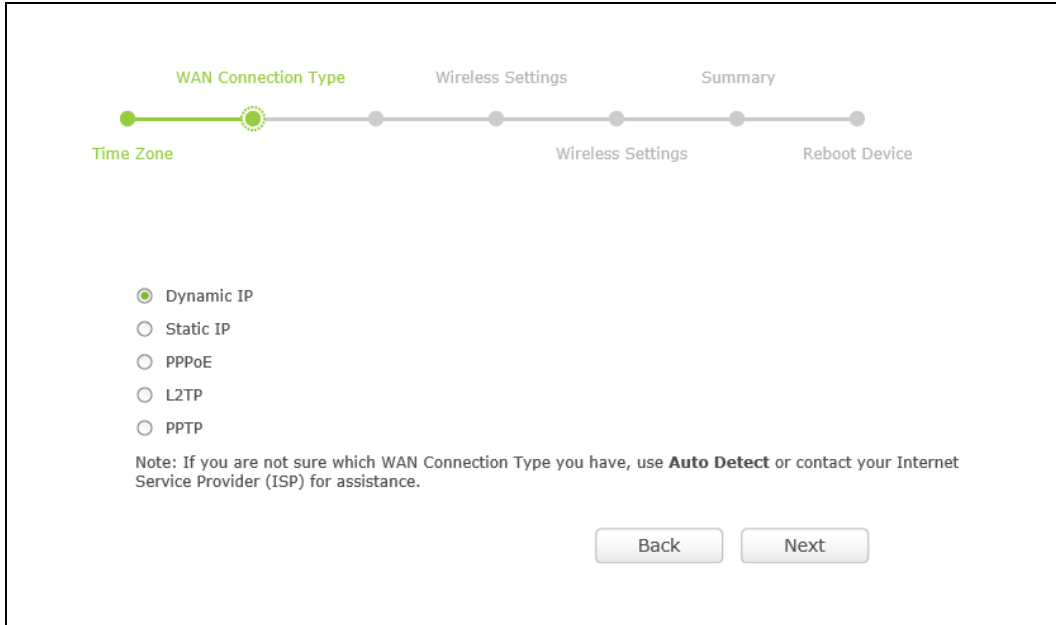 WAN Connection Type Wireless Settings Summary
Time Zone Wireless Settings Reboot Device
Dynamic IP
Static IP
PPPoE
L2TP
PPTP
Note: If you are not sure which WAN Connection Type you have, use Auto Detect or contact your Internet
Service Provider (ISP) for assistance.
Back Next